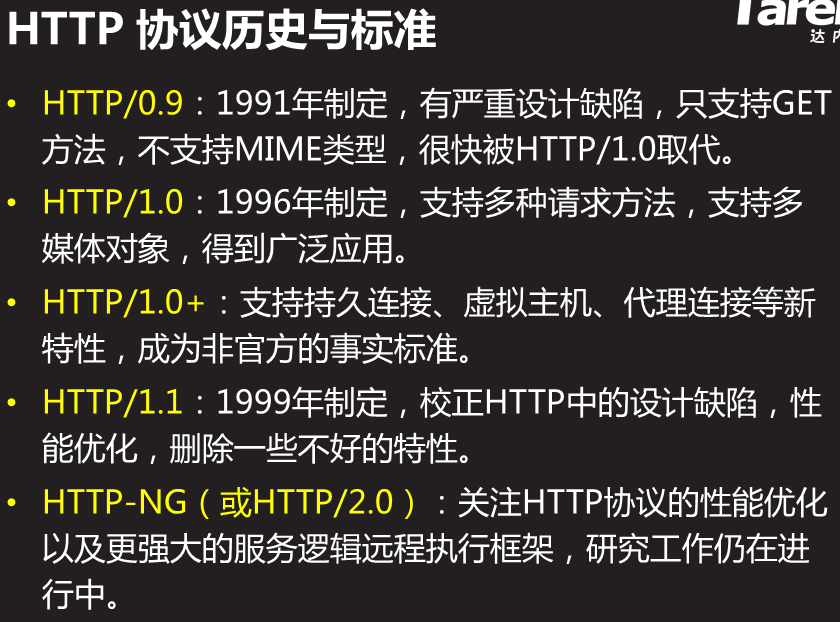 HTTP 协议历史与标准
Taren
达内
• HTTP/0.9：1991年制定，有严重设计缺陷，只支持GET
方法，不支持MIME类型，很快被HTTP/1.0取代。
• HTTP/1.0：1996年制定，支持多种请求方法，支持多
媒体对象，得到广泛应用。
• HTTP/1.0+：支持持久连接、虚拟主机、代理连接等新
特性，成为非官方的事实标准。
• HTTP/1.1：1999年制定，校正HTTP中的设计缺陷，性
能优化，删除一些不好的特性。
• HTTP-NG（或HTTP/2.0）：关注HTTP协议的性能优化
以及更强大的服务逻辑远程执行框架，研究工作仍在进
行中。